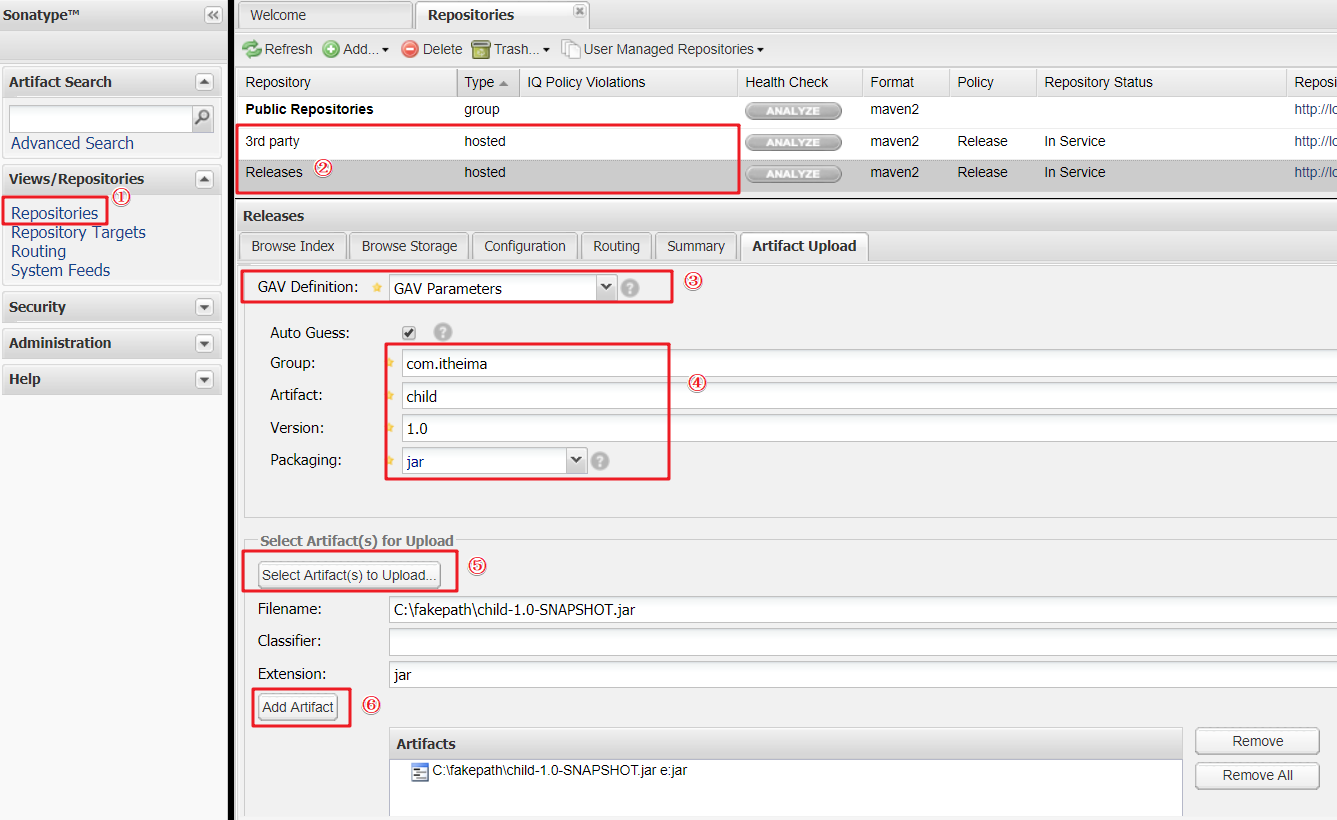 Sonatype™
Artifact Search
Advanced Search
Views/Repositories
①
Repositories
Repository Targets
Routing
System Feeds
Security
Administration
Help
Welcome
Repositories
Refresh Add... Delete Trash... User Managed Repositories
Repository Type IQ Policy Violations Health Check Format Policy Repository Status Reposi
Public Repositories group ANALYZE maven2 http://lo
3rd party hosted ANALYZE maven2 Release In Service http://lo
Releases ② hosted ANALYZE maven2 Release In Service http://lo
Releases
Browse Index Browse Storage Configuration Routing Summary Artifact Upload
GAV Definition: GAV Parameters ? ③
Auto Guess: ?
Group: com.itheima
Artifact: child ④
Version: 1.0
Packaging: jar ?
Select Artifact(s) for Upload
Select Artifact(s) to Upload... ⑤
Filename: C:\fakepath\child-1.0-SNAPSHOT.jar
Classifier:
Extension: jar
Add Artifact ⑥
Artifacts
C:\fakepath\child-1.0-SNAPSHOT.jar e:jar
Remove
Remove All